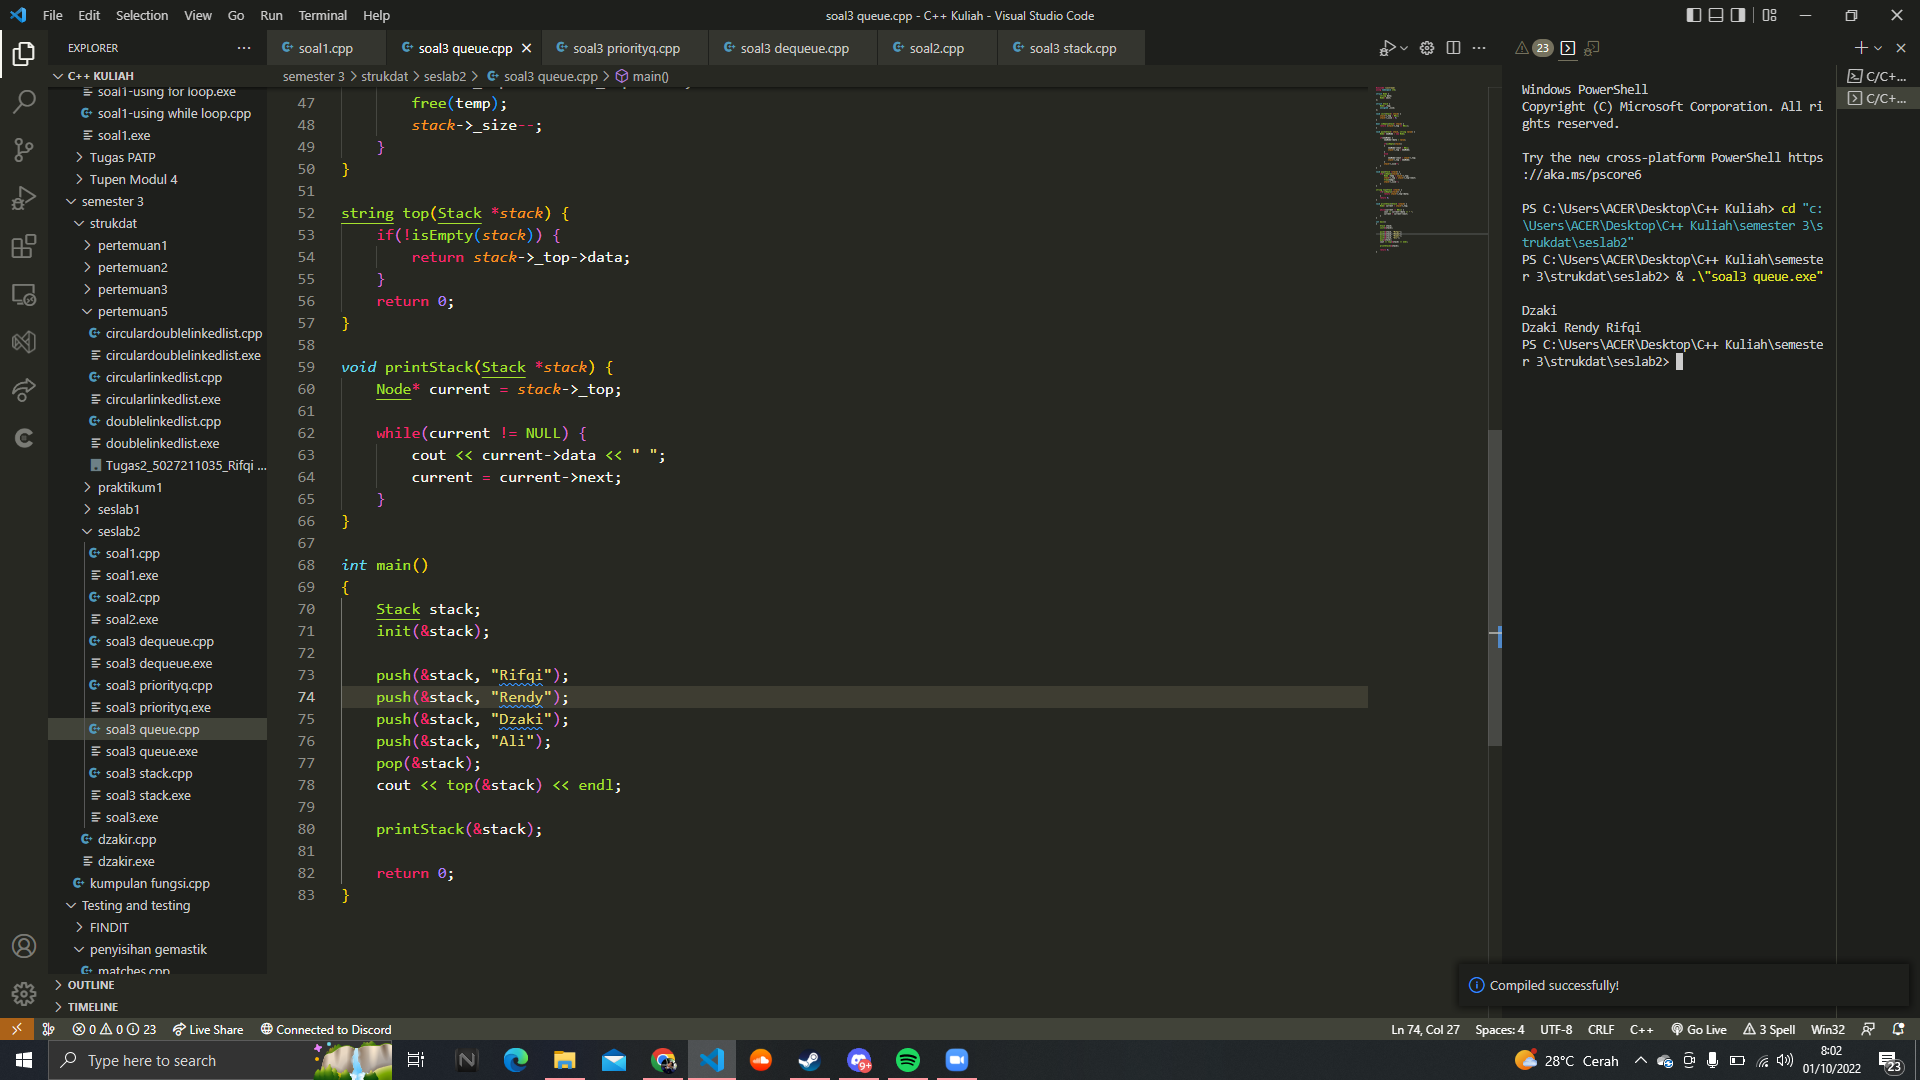 File Edit Selection View Go Run Terminal Help
soal3 queue.cpp - C++ Kuliah - Visual Studio Code
EXPLORER
C++ KULIAH
soal1-using for loop.exe
soal1-using while loop.cpp
soal1.exe
Tugas PATP
Tupen Modul 4
semester 3
strukdat
pertemuan1
pertemuan2
pertemuan3
pertemuan5
circulardoublelinkedlist.cpp
circulardoublelinkedlist.exe
circularlinkedlist.cpp
circularlinkedlist.exe
doublelinkedlist.cpp
doublelinkedlist.exe
Tugas2_5027211035_Rifqi ...
praktikum1
seslab1
seslab2
soal1.cpp
soal1.exe
soal2.cpp
soal2.exe
soal3 dequeue.cpp
soal3 dequeue.exe
soal3 priorityq.cpp
soal3 priorityq.exe
soal3 queue.cpp
soal3 queue.exe
soal3 stack.cpp
soal3 stack.exe
soal3.exe
dzakir.cpp
dzakir.exe
kumpulan fungsi.cpp
Testing and testing
FINDIT
penyisihan gemastik
matches.cpp
OUTLINE
TIMELINE
soal1.cpp soal3 queue.cpp soal3 priorityq.cpp soal3 dequeue.cpp soal2.cpp soal3 stack.cpp
semester 3 > strukdat > seslab2 > soal3 queue.cpp > main()
47 free(temp);
48 stack->_size--;
49 }
50 }
51
52 string top(Stack *stack) {
53 if(!isEmpty(stack)) {
54 return stack->_top->data;
55 }
56 return 0;
57 }
58
59 void printStack(Stack *stack) {
60 Node* current = stack->_top;
61
62 while(current != NULL) {
63 cout << current->data << " ";
64 current = current->next;
65 }
66 }
67
68 int main()
69 {
70 Stack stack;
71 init(&stack);
72
73 push(&stack, "Rifqi");
74 push(&stack, "Rendy");
75 push(&stack, "Dzaki");
76 push(&stack, "Ali");
77 pop(&stack);
78 cout << top(&stack) << endl;
79
80 printStack(&stack);
81
82 return 0;
83 }
23
C/C+...
C/C+...
Windows PowerShell
Copyright (C) Microsoft Corporation. All ri
ghts reserved.
Try the new cross-platform PowerShell https
://aka.ms/pscore6
PS C:\Users\ACER\Desktop\C++ Kuliah> cd "c:
\Users\ACER\Desktop\C++ Kuliah\semester 3\s
trukdat\seslab2"
PS C:\Users\ACER\Desktop\C++ Kuliah\semeste
r 3\strukdat\seslab2> & .\"soal3 queue.exe"
Dzaki
Dzaki Rendy Rifqi
PS C:\Users\ACER\Desktop\C++ Kuliah\semeste
r 3\strukdat\seslab2>
Compiled successfully!
0 0 23 Live Share Connected to Discord
Ln 74, Col 27 Spaces: 4 UTF-8 CRLF C++ Go Live 3 Spell Win32
Type here to search
9+
28°C Cerah
8:02
01/10/2022
23